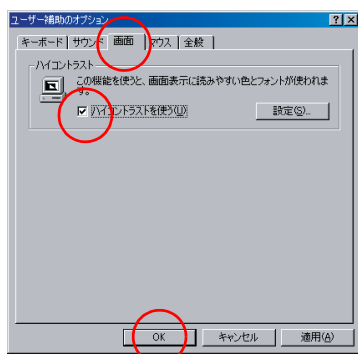 ユーザー補助のオプション
キーボード サウンド 画面 マウス 全般
ハイコントラスト
この機能を使うと、画面表示に読みやすい色とフォントが使われま
す。
ハイコントラストを使う(U) 設定(S)...
OK キャンセル 適用(A)